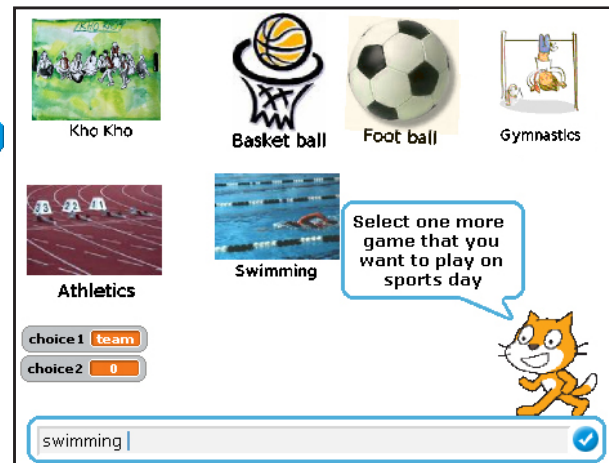 Kho Kho
Basket ball
Foot ball
Gymnastics
Athletics
Swimming
Select one more
game that you
want to play on
sports day
choice1 team
choice2 0
swimming